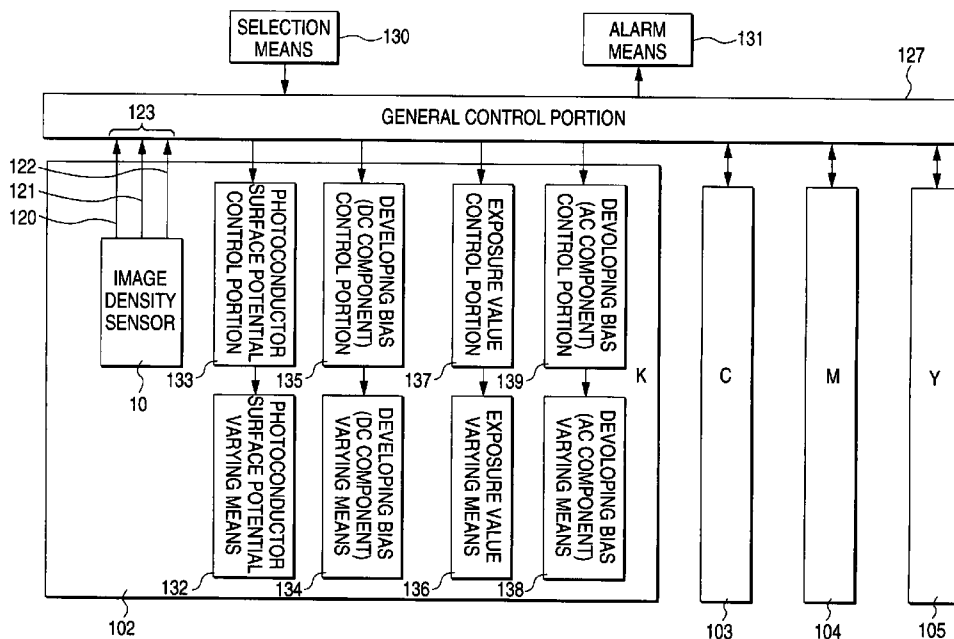 SELECTION
MEANS
130
ALARM
MEANS
131
127
GENERAL CONTROL PORTION
123
122
121
120
IMAGE
DENSITY
SENSOR
10
PHOTOCONDUCTOR
SURFACE POTENTIAL
CONTROL PORTION
133
DEVELOPING BIAS
(DC COMPONENT)
CONTROL PORTION
135
EXPOSURE VALUE
CONTROL PORTION
137
DEVOLOPING BIAS
(AC COMPONENT)
CONTROL PORTION
139
PHOTOCONDUCTOR
SURFACE POTENTIAL
VARYING MEANS
132
DEVELOPING BIAS
(DC COMPONENT)
VARYING MEANS
134
EXPOSURE VALUE
VARYING MEANS
136
DEVOLOPING BIAS
(AC COMPONENT)
VARYING MEANS
138
K
102
C
103
M
104
Y
105